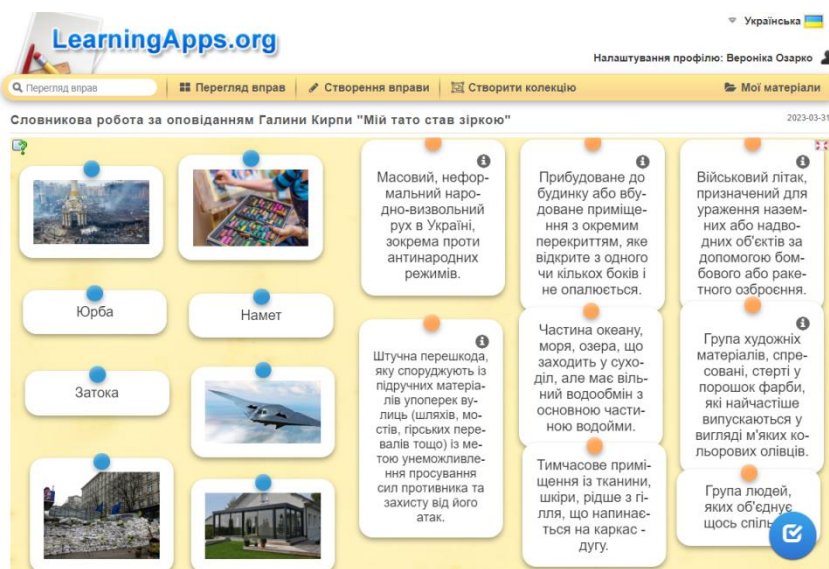 LearningApps.org
Українська
Налаштування профілю: Вероніка Озарко
Перегляд вправ
Перегляд вправ
Створення вправи
Створити колекцію
Мої матеріали
Словникова робота за оповіданням Галини Кирпи "Мій тато став зіркою"
2023-03-31
Юрба
Намет
Затока
Масовий, нефор-
мальний наро-
дно-визвольний
рух в Україні,
зокрема проти
антинародних
режимів.
Штучна перешкода,
яку споруджують із
підручних матеріа-
лів упоперек ву-
лиць (шляхів, мо-
стів, гірських пере-
валів тощо) із ме-
тою унеможливле-
ння просування
сил противника та
захисту від його
атак.
Прибудоване до
будинку або вбу-
доване приміще-
ння з окремим
перекриттям, яке
відкрите з одного
чи кількох боків і
не опалюється.
Частина океану,
моря, озера, що
заходить у сухо-
діл, але має віль-
ний водообмін з
основною части-
ною водойми.
Тимчасове примі-
щення із тканини,
шкіри, рідше з гі-
лля, що напинає-
ться на каркас -
дугу.
Військовий літак,
призначений для
ураження назем-
них або надво-
дних об'єктів за
допомогою бом-
бового або раке-
тного озброєння.
Група художніх
матеріалів, спре-
совані, стерті у
порошок фарби,
які найчастіше
випускаються у
вигляді м'яких ко-
льорових олівців.
Група людей,
яких об'єднує
щось